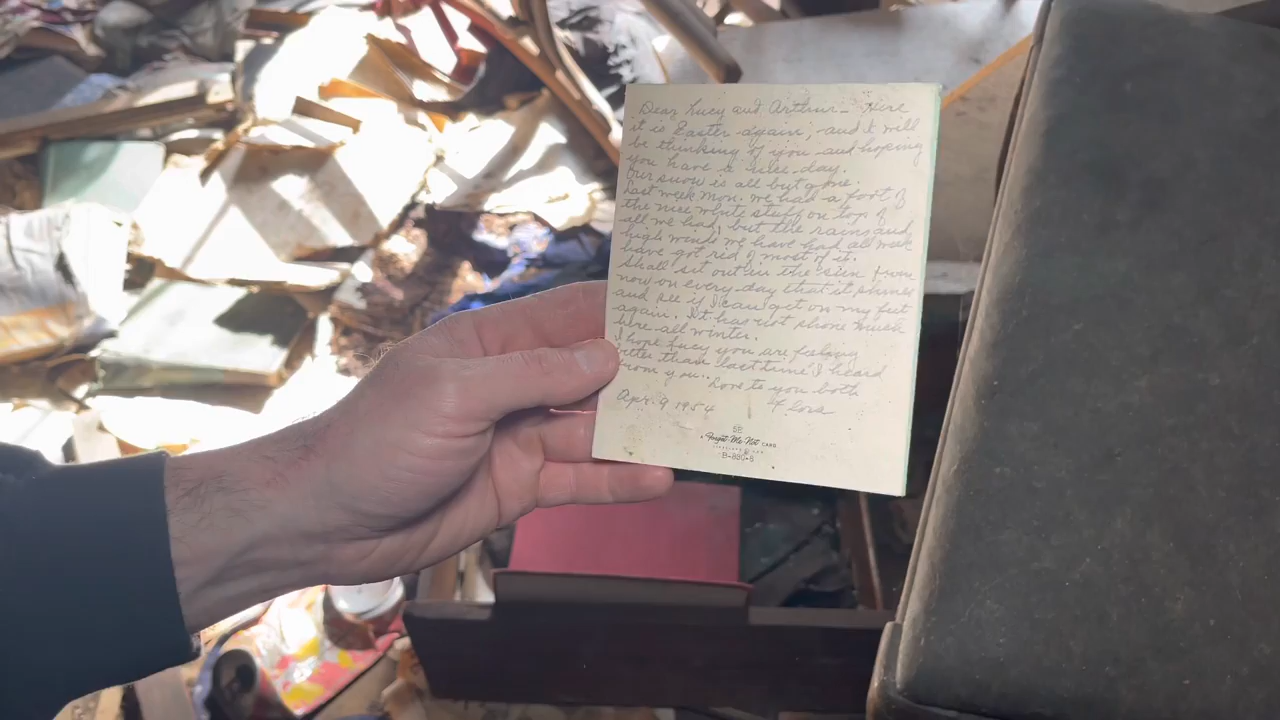 Dear Lucy and Arthur - Here
it is Easter again, and I will
be thinking of you and hoping
you have a nice day.
Our snow is all but gone.
Last week Mon. we had a foot of
the nice white stuff on top of
all we had, but the rains and
high winds we have had all week
have got rid of most of it.
Shall sit out in the sun from
now on every day that it shines
and see if I can get on my feet
again. It has not shone much
here all winter.
I hope Lucy you are feeling
better than last time I heard
from you. Love to you both
Apr. 9 1954 Flora
5E
A Forget-Me-Not CARD
B-830-8